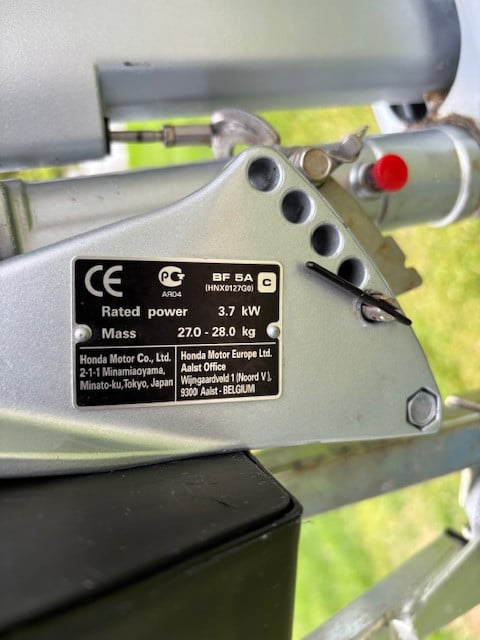 CE PG BF 5A C
AЯ04 (HNX0127G0)
Rated power 3.7 kW
Mass 27.0 - 28.0 kg
Honda Motor Co., Ltd.
2-1-1 Minamiaoyama,
Minato-ku,Tokyo, Japan
Honda Motor Europe Ltd.
Aalst Office
Wijngaardveld 1 (Noord V),
9300 Aalst - BELGIUM